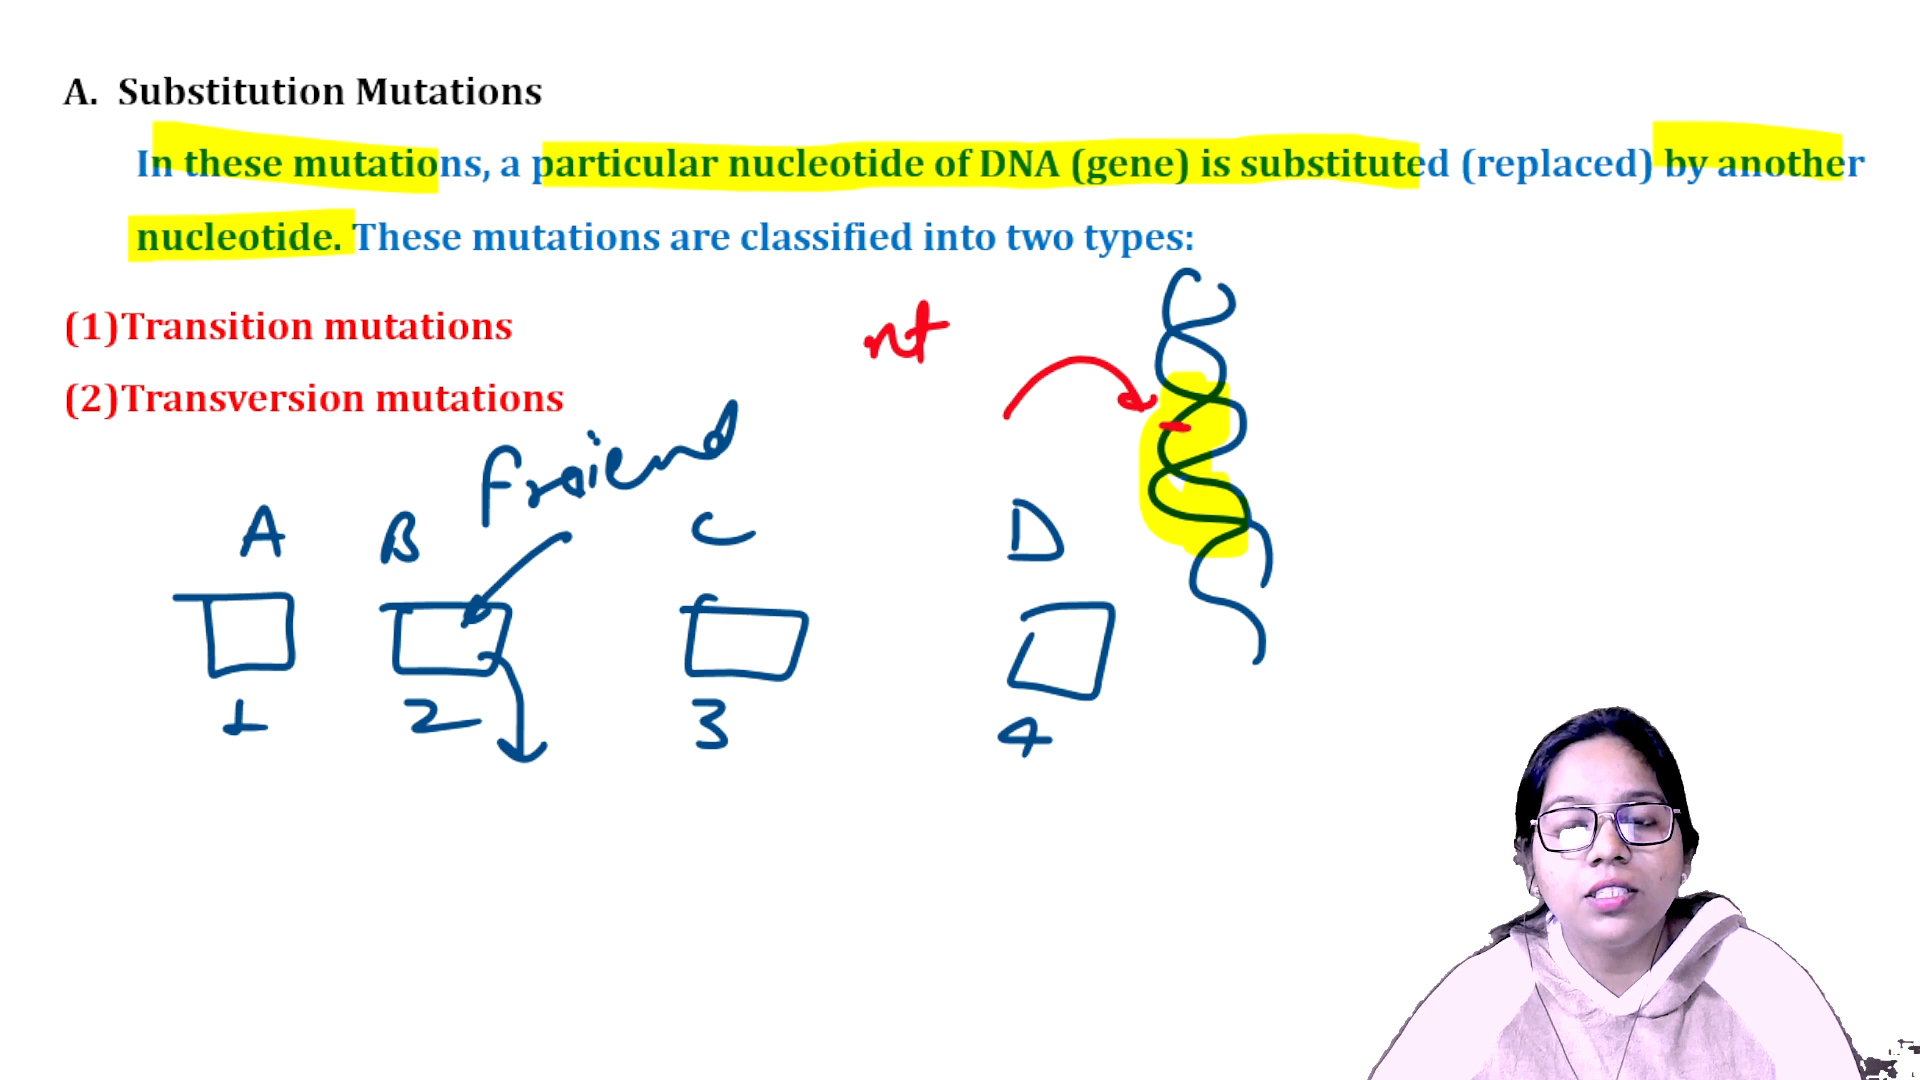 A. Substitution Mutations
In these mutations, a particular nucleotide of DNA (gene) is substituted (replaced) by another
nucleotide. These mutations are classified into two types:
(1)Transition mutations
nt
(2)Transversion mutations
Fraiend
A B C D
1 2 3 4